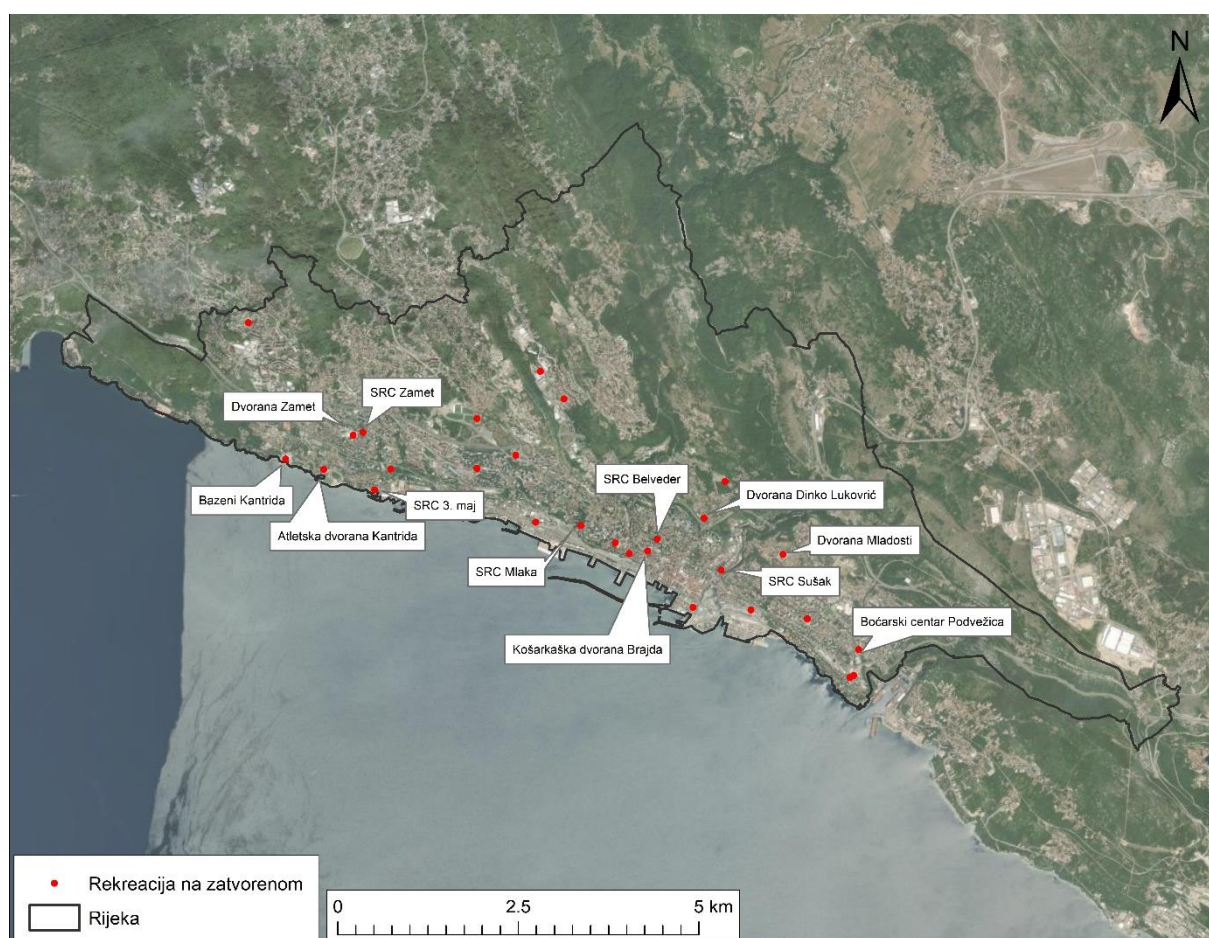 N
SRC Zamet
Dvorana Zamet
SRC Belveder
Dvorana Dinko Lukovrić
Bazeni Kantrida
SRC 3. maj
Atletska dvorana Kantrida
Dvorana Mladosti
SRC Mlaka
SRC Sušak
Boćarski centar Podvežica
Košarkaška dvorana Brajda
Rekreacija na zatvorenom
Rijeka
0 2.5 5 km